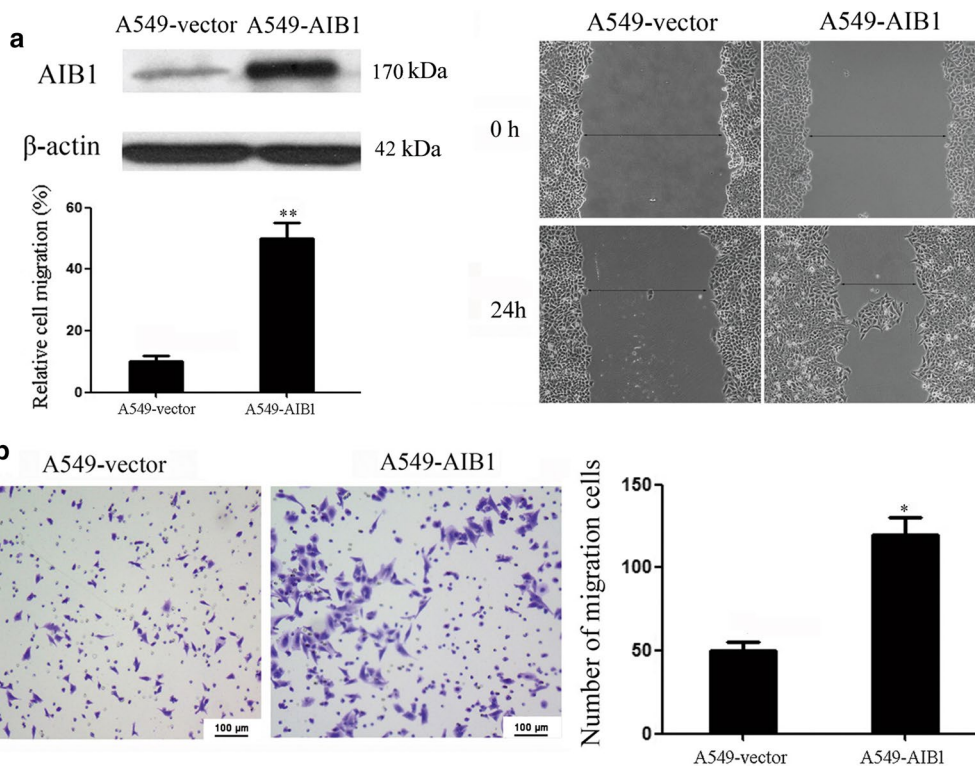 a
A549-vector A549-AIB1
AIB1
170 kDa
β-actin
42 kDa
Relative cell migration (%)
60
40
20
0
**
A549-vector
A549-AIB1
A549-vector
A549-AIB1
0 h
24h
b
A549-vector
A549-AIB1
100 μm
100 μm
Number of migration cells
150
100
50
0
*
A549-vector
A549-AIB1